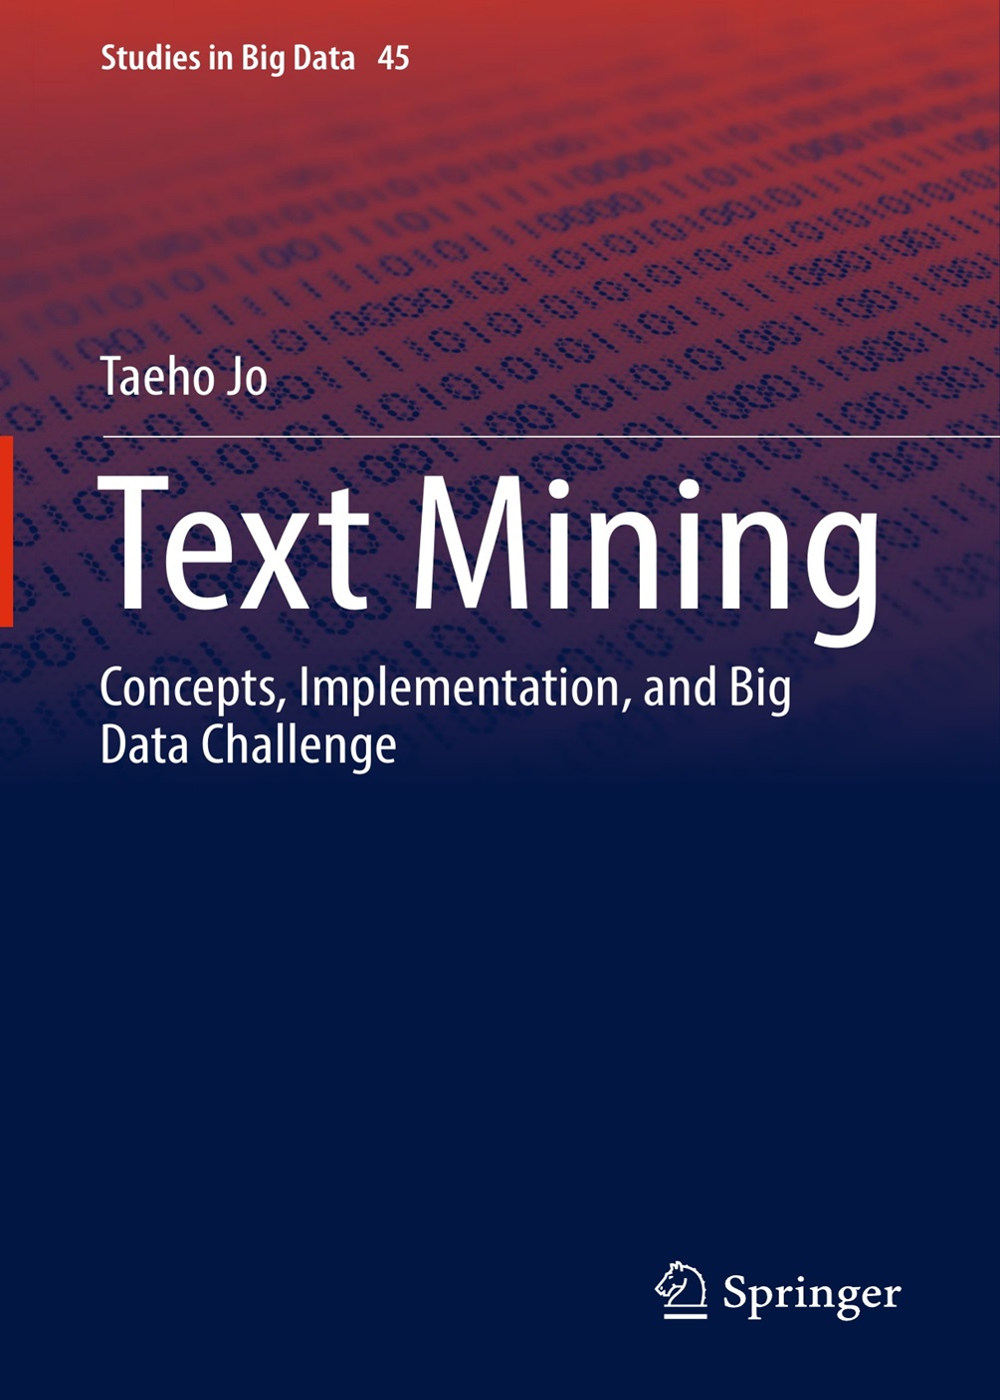 Studies in Big Data 45
Taeho Jo
Text Mining
Concepts, Implementation, and Big
Data Challenge
Springer